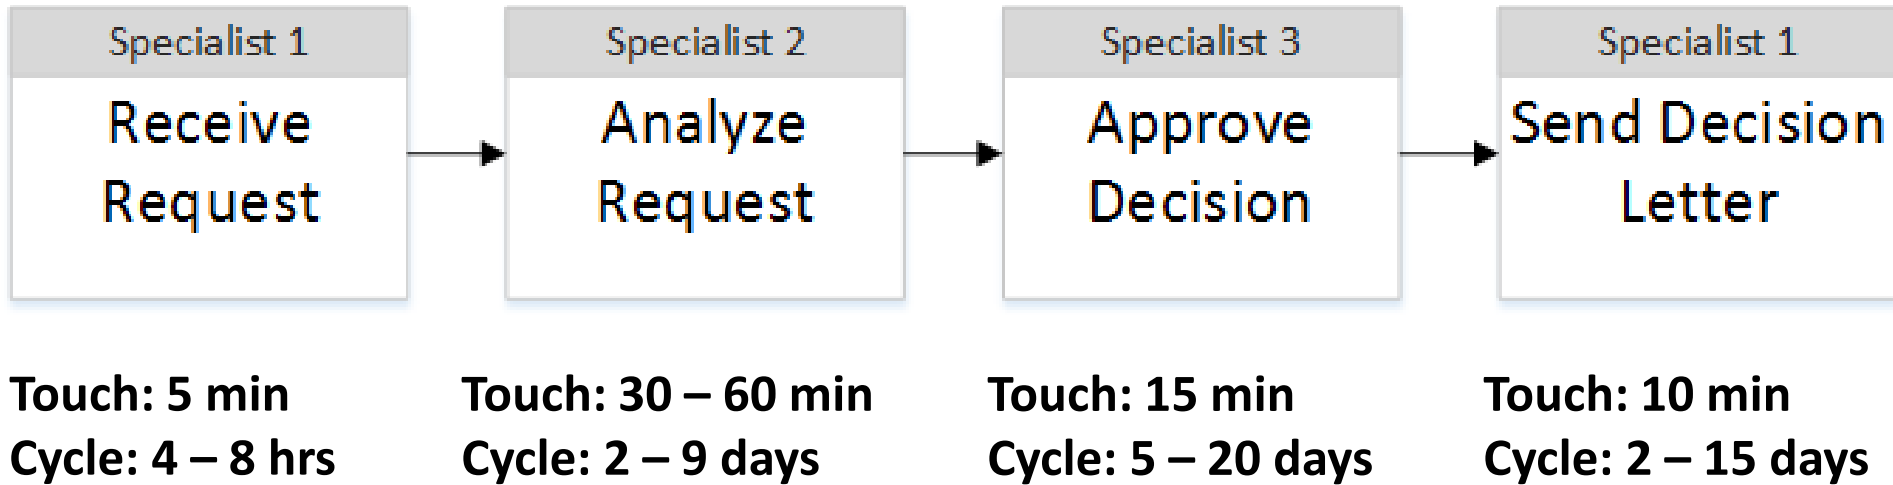 Specialist 1
Receive
Request
Touch: 5 min
Cycle: 4 – 8 hrs
Specialist 2
Analyze
Request
Touch: 30 – 60 min
Cycle: 2 – 9 days
Specialist 3
Approve
Decision
Touch: 15 min
Cycle: 5 – 20 days
Specialist 1
Send Decision
Letter
Touch: 10 min
Cycle: 2 – 15 days